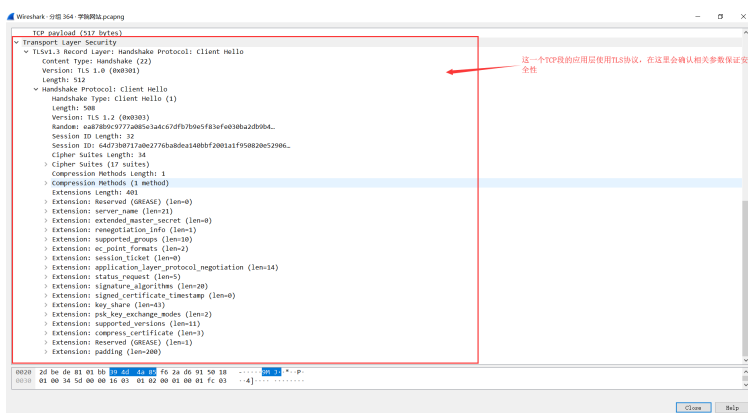 Wireshark · 分组 364 · 学院网站.pcapng
TCP payload (517 bytes)
Transport Layer Security
TLSv1.3 Record Layer: Handshake Protocol: Client Hello
Content Type: Handshake (22)
Version: TLS 1.0 (0x0301)
Length: 512
Handshake Protocol: Client Hello
Handshake Type: Client Hello (1)
Length: 508
Version: TLS 1.2 (0x0303)
Random: ea878b9c9777a085e3a4c67dfb7b9e5f83efe030ba2db9b4…
Session ID Length: 32
Session ID: 64d73b0717a0e2776ba8dea140bbf2001a1f950820e52906…
Cipher Suites Length: 34
Cipher Suites (17 suites)
Compression Methods Length: 1
Compression Methods (1 method)
Extensions Length: 401
Extension: Reserved (GREASE) (len=0)
Extension: server_name (len=21)
Extension: extended_master_secret (len=0)
Extension: renegotiation_info (len=1)
Extension: supported_groups (len=10)
Extension: ec_point_formats (len=2)
Extension: session_ticket (len=0)
Extension: application_layer_protocol_negotiation (len=14)
Extension: status_request (len=5)
Extension: signature_algorithms (len=20)
Extension: signed_certificate_timestamp (len=0)
Extension: key_share (len=43)
Extension: psk_key_exchange_modes (len=2)
Extension: supported_versions (len=11)
Extension: compress_certificate (len=3)
Extension: Reserved (GREASE) (len=1)
Extension: padding (len=200)
这一个TCP段的应用层使用TLS协议，在这里会确认相关参数保证安
全性
0020 2d be de 81 01 bb 39 4d 4a 85 f6 2a d6 91 50 18 -·····9M J··*··P·
0030 01 00 34 5d 00 00 16 03 01 02 00 01 00 01 fc 03 ··4]···· ········
Close
Help